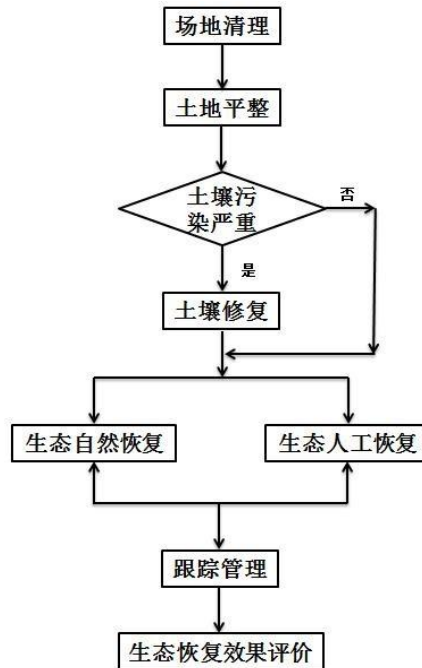 场地清理
土地平整
土壤污
染严重
否
是
土壤修复
生态自然恢复
生态人工恢复
跟踪管理
生态恢复效果评价